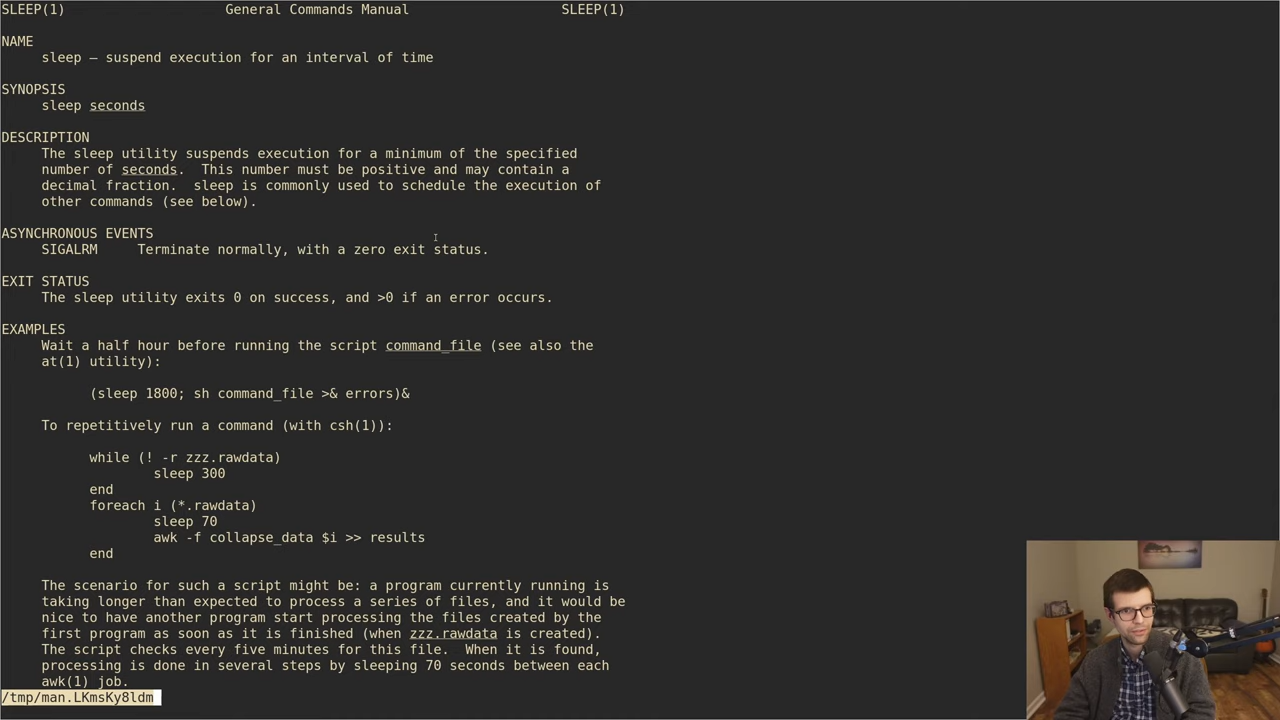 SLEEP(1) General Commands Manual SLEEP(1)
NAME
sleep – suspend execution for an interval of time
SYNOPSIS
sleep seconds
DESCRIPTION
The sleep utility suspends execution for a minimum of the specified
number of seconds. This number must be positive and may contain a
decimal fraction. sleep is commonly used to schedule the execution of
other commands (see below).
ASYNCHRONOUS EVENTS
SIGALRM Terminate normally, with a zero exit status.
EXIT STATUS
The sleep utility exits 0 on success, and >0 if an error occurs.
EXAMPLES
Wait a half hour before running the script command_file (see also the
at(1) utility):
(sleep 1800; sh command_file >& errors)&
To repetitively run a command (with csh(1)):
while (! -r zzz.rawdata)
sleep 300
end
foreach i (*.rawdata)
sleep 70
awk -f collapse_data $i >> results
end
The scenario for such a script might be: a program currently running is
taking longer than expected to process a series of files, and it would be
nice to have another program start processing the files created by the
first program as soon as it is finished (when zzz.rawdata is created).
The script checks every five minutes for this file. When it is found,
processing is done in several steps by sleeping 70 seconds between each
awk(1) job.
/tmp/man.LKmsKy8ldm